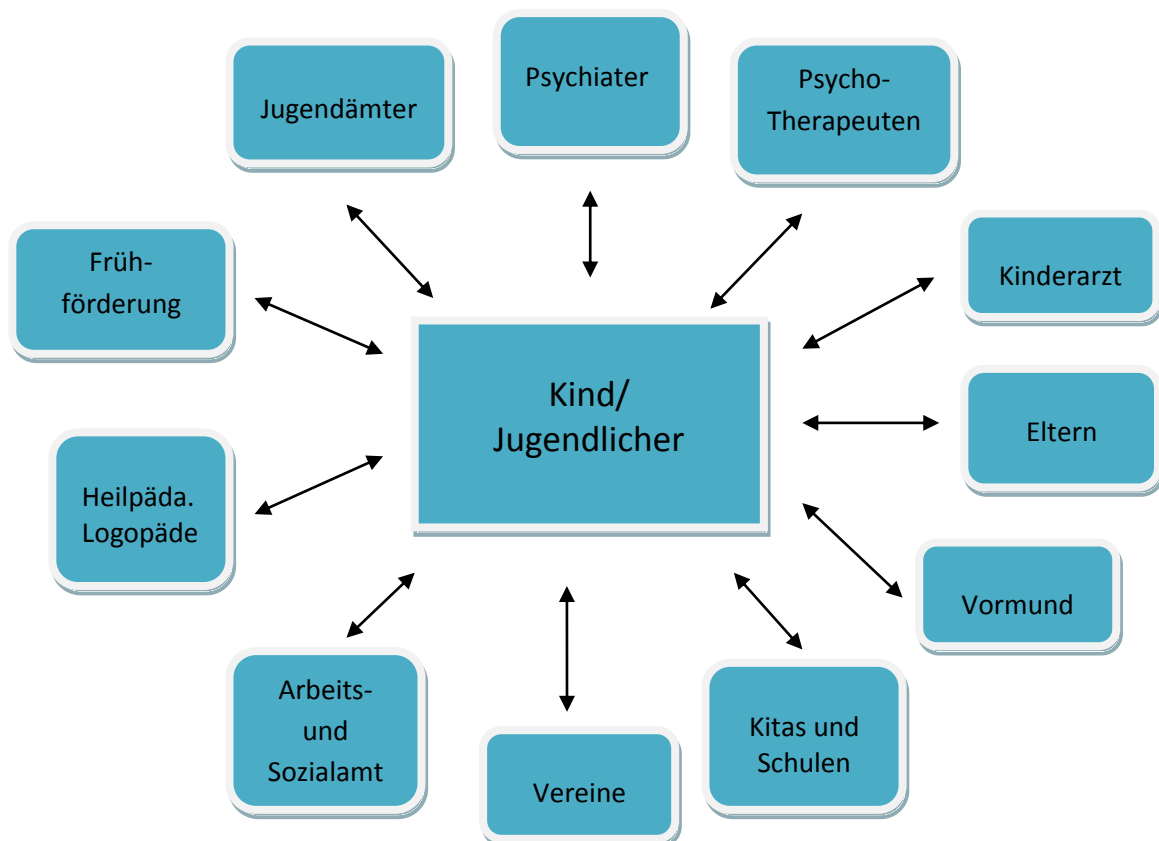 Jugendämter
Psychiater
Psycho-
Therapeuten
Früh-
förderung
Kinderarzt
Kind/
Jugendlicher
Eltern
Heilpäda.
Logopäde
Vormund
Arbeits-
und
Sozialamt
Vereine
Kitas und
Schulen